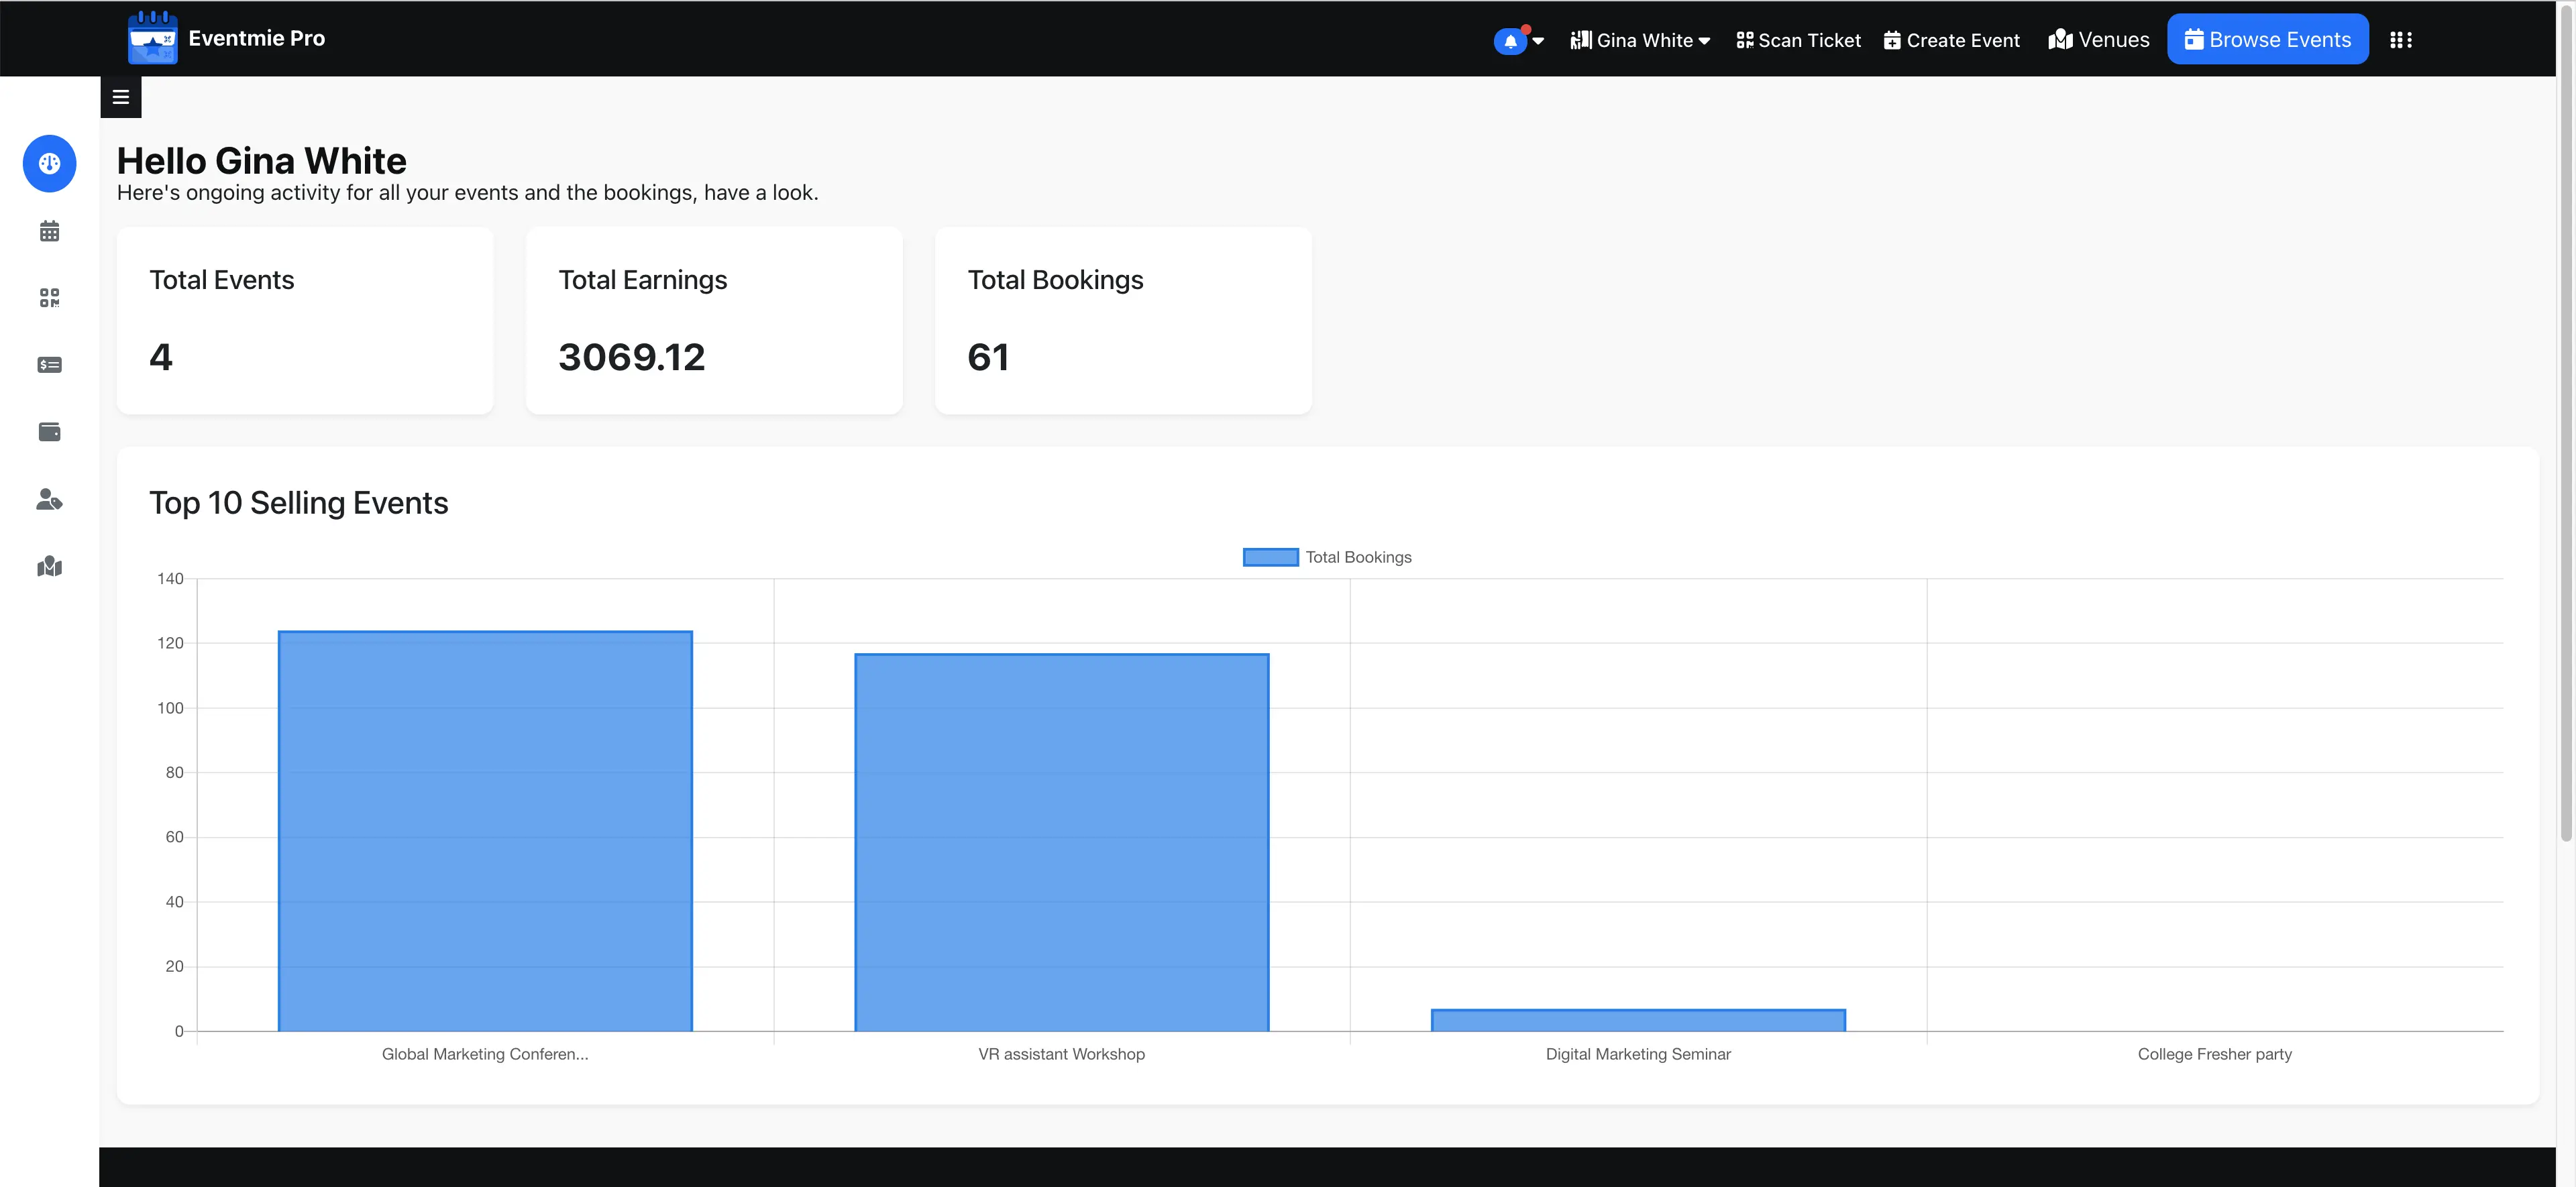 Eventmie Pro
Gina White
Scan Ticket
Create Event
Venues
Browse Events
Hello Gina White
Here's ongoing activity for all your events and the bookings, have a look.
Total Events
4
Total Earnings
3069.12
Total Bookings
61
Top 10 Selling Events
Total Bookings
140
120
100
80
60
40
20
0
Global Marketing Conferen...
VR assistant Workshop
Digital Marketing Seminar
College Fresher party